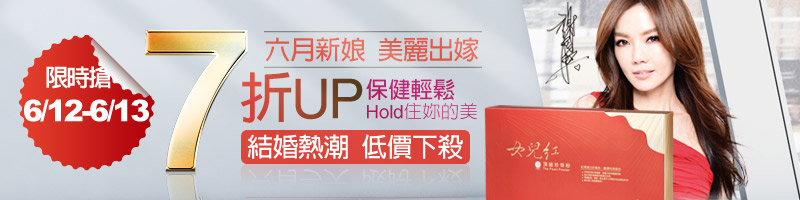 限時搶
6/12-6/13
7
六月新娘 美麗出嫁
折UP
保健輕鬆
Hold住妳的美
結婚熱潮 低價下殺
女兒紅